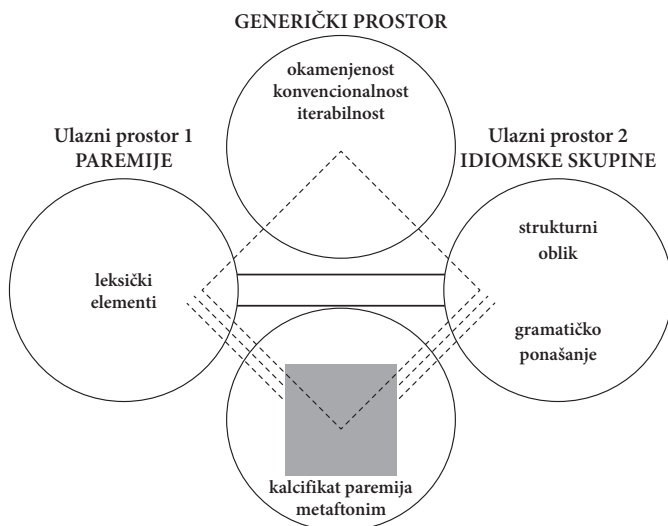 GENERIČKI PROSTOR
okamenjenost
konvencionalnost
iterabilnost
Ulazni prostor 1
PAREMIJE
Ulazni prostor 2
IDIOMSKE SKUPINE
leksički
elementi
strukturni
oblik
gramatičko
ponašanje
kalcifikat paremija
metaftonim